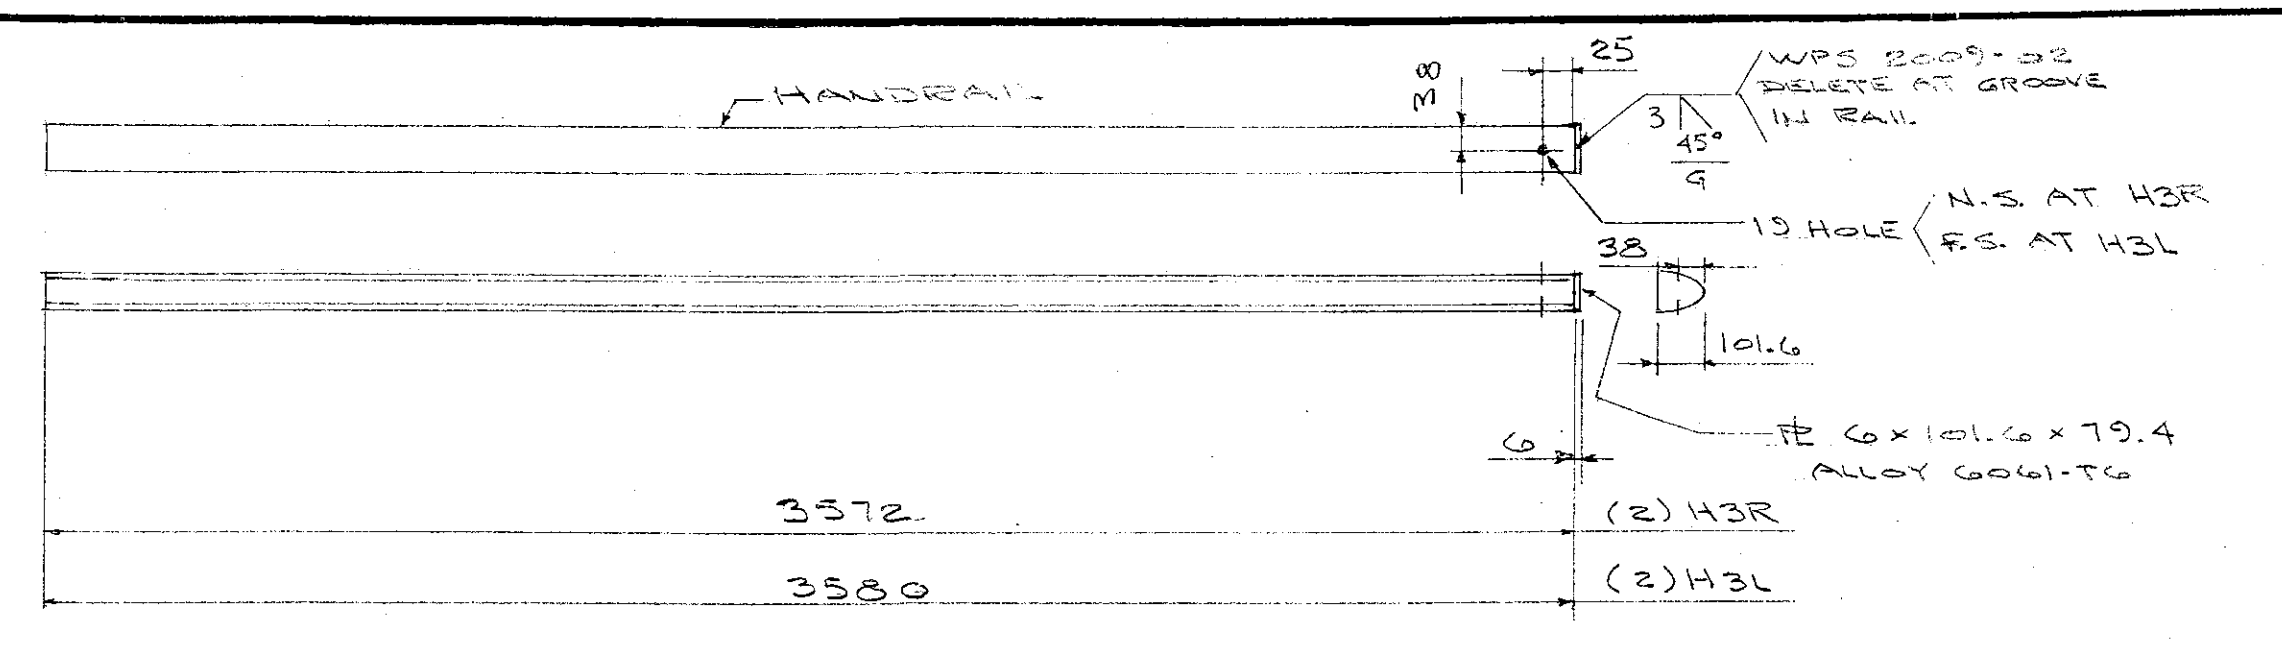 HANDRAIL
38
25
WPS 2009-02
DELETE AT GROOVE
IN RAIL
3
45°
G
19 HOLE
N.S. AT H3R
F.S. AT H3L
38
101.6
PL 6 x 101.6 x 79.4
ALLOY 6061-T6
6
3572 (2) H3R
3580 (2) H3L